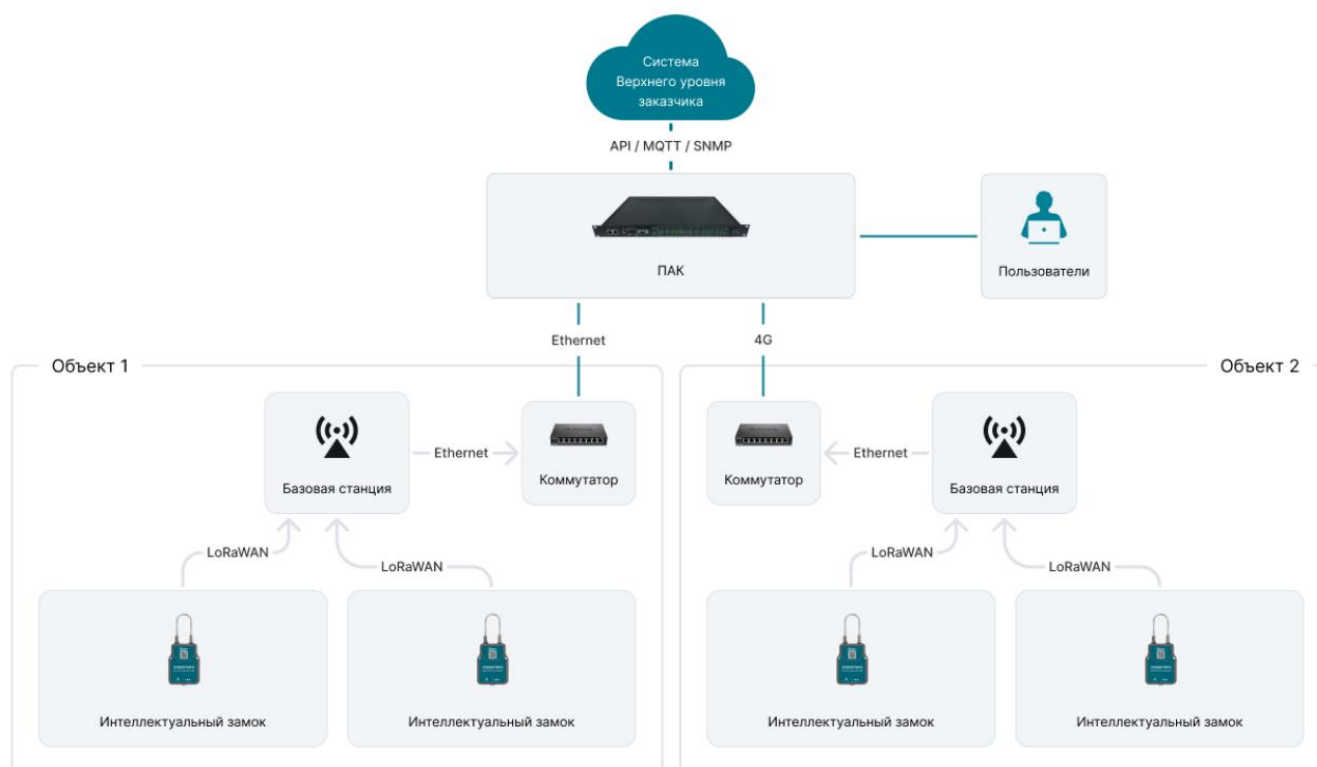 Система
Верхнего уровня
заказчика
API / MQTT / SNMP
ПАК
Пользователи
Ethernet
4G
Объект 1
Объект 2
Ethernet
Коммутатор
Базовая станция
Коммутатор
Ethernet
Базовая станция
LoRaWAN
LoRaWAN
LoRaWAN
LoRaWAN
Интеллектуальный замок
Интеллектуальный замок
Интеллектуальный замок
Интеллектуальный замок